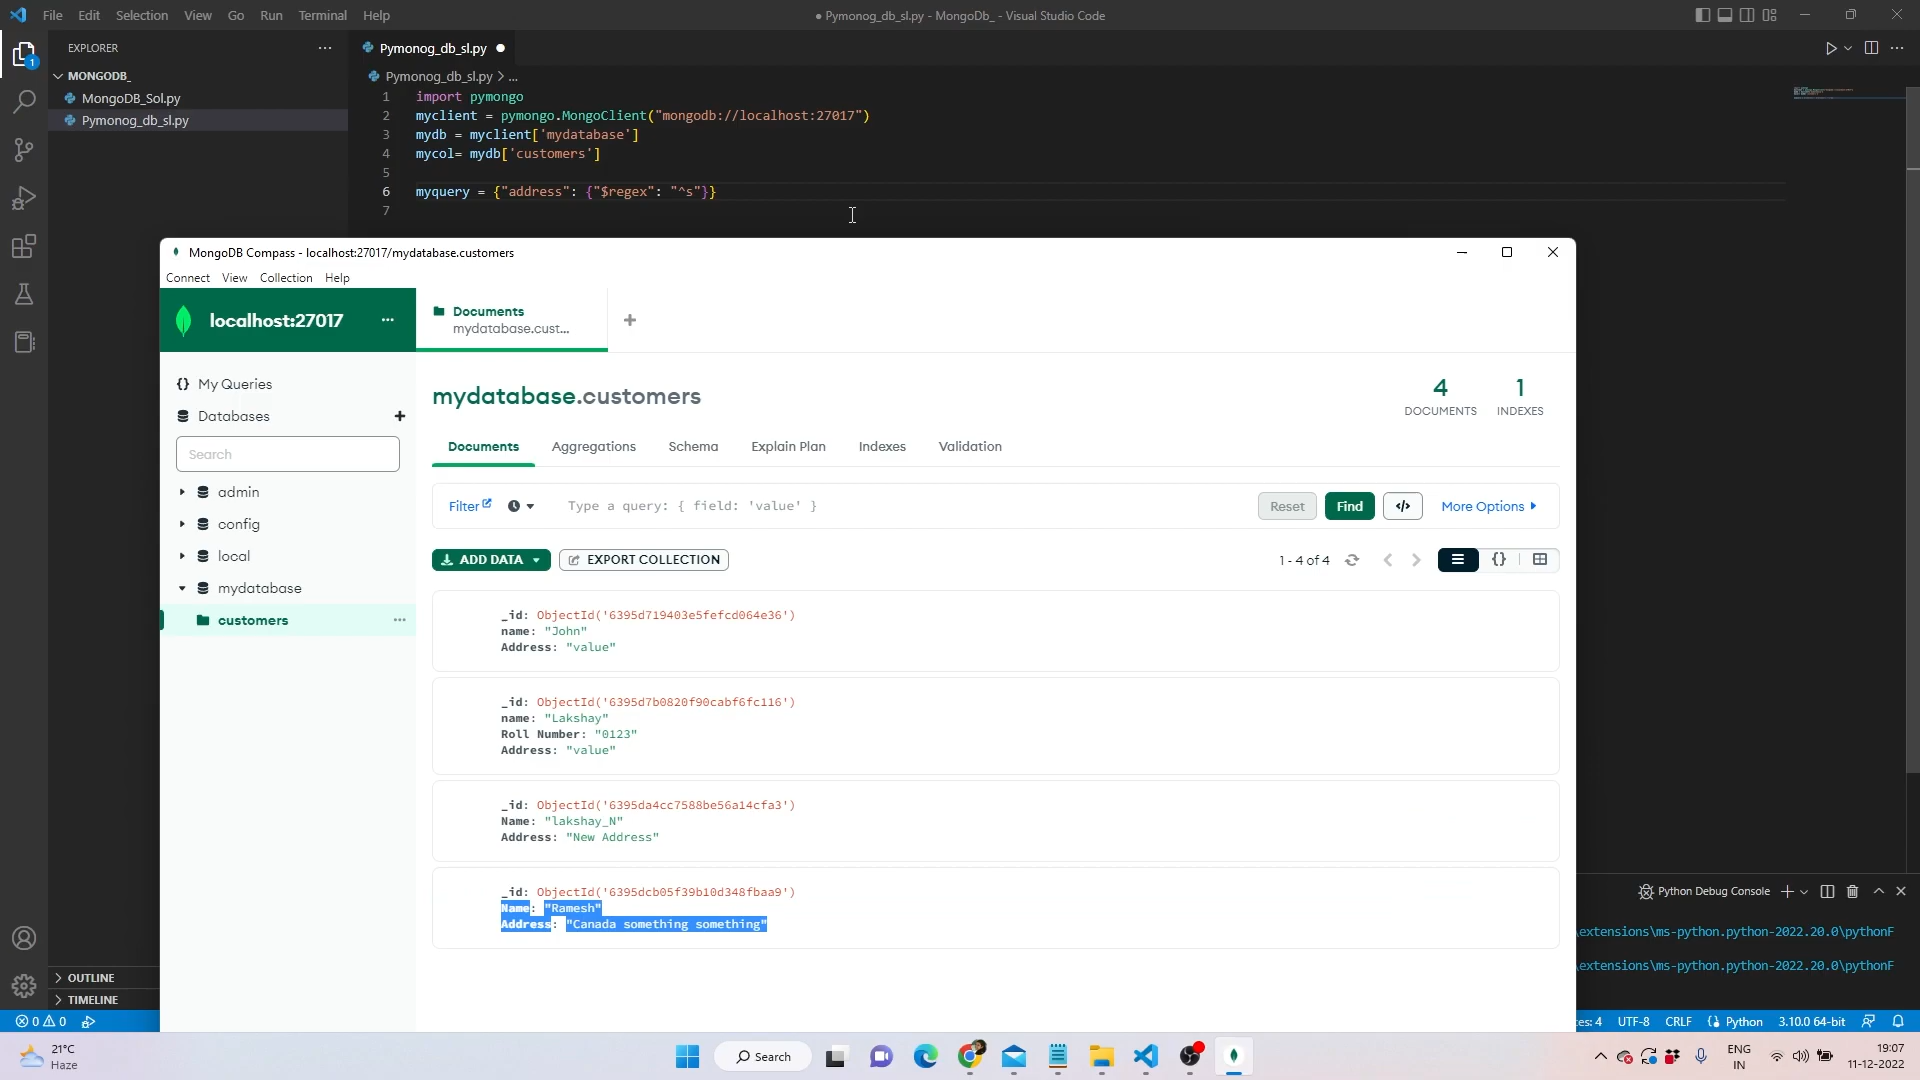 File Edit Selection View Go Run Terminal Help
● Pymonog_db_sl.py - MongoDb_ - Visual Studio Code
EXPLORER
MONGODB_
MongoDB_Sol.py
Pymonog_db_sl.py
1
Pymonog_db_sl.py
Pymonog_db_sl.py > ...
1 import pymongo
2 myclient = pymongo.MongoClient("mongodb://localhost:27017")
3 mydb = myclient['mydatabase']
4 mycol= mydb['customers']
5
6 myquery = {"address": {"$regex": "^s"}}
7
MongoDB Compass - localhost:27017/mydatabase.customers
Connect View Collection Help
localhost:27017
Documents
mydatabase.cust...
My Queries
Databases
Search
admin
config
local
mydatabase
customers
mydatabase.customers
4
DOCUMENTS
1
INDEXES
Documents Aggregations Schema Explain Plan Indexes Validation
Filter
Type a query: { field: 'value' }
Reset Find </> More Options
ADD DATA EXPORT COLLECTION
1 - 4 of 4
{}
_id: ObjectId('6395d719403e5fefcd064e36')
name: "John"
Address: "value"
_id: ObjectId('6395d7b0820f90cabf6fc116')
name: "Lakshay"
Roll Number: "0123"
Address: "value"
_id: ObjectId('6395da4cc7588be56a14cfa3')
Name: "lakshay_N"
Address: "New Address"
_id: ObjectId('6395dcb05f39b10d348fbaa9')
Name: "Ramesh"
Address: "Canada something something"
Python Debug Console
\extensions\ms-python.python-2022.20.0\pythonF
\extensions\ms-python.python-2022.20.0\pythonF
OUTLINE
TIMELINE
0 0
ces: 4 UTF-8 CRLF Python 3.10.0 64-bit
21°C
Haze
Search
ENG
IN
19:07
11-12-2022